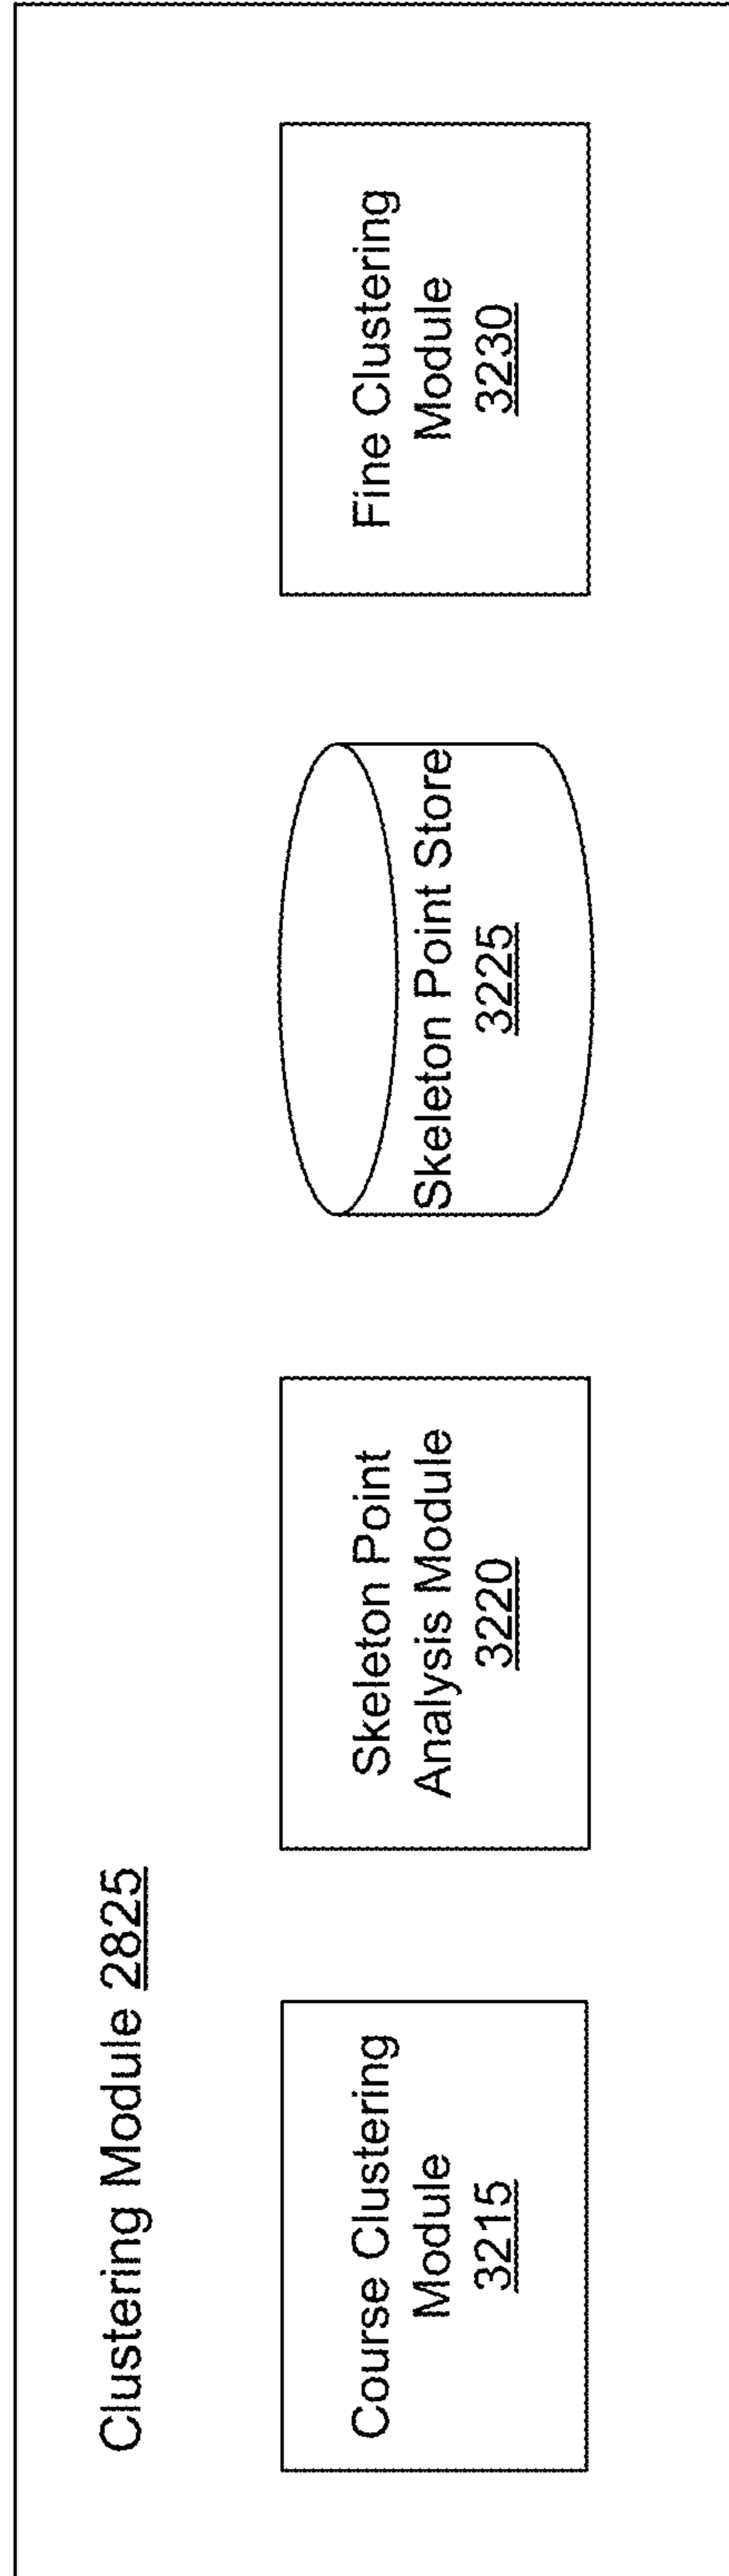 Clustering Module 2825
Course Clustering
Module
3215
Skeleton Point
Analysis Module
3220
Skeleton Point Store
3225
Fine Clustering
Module
3230